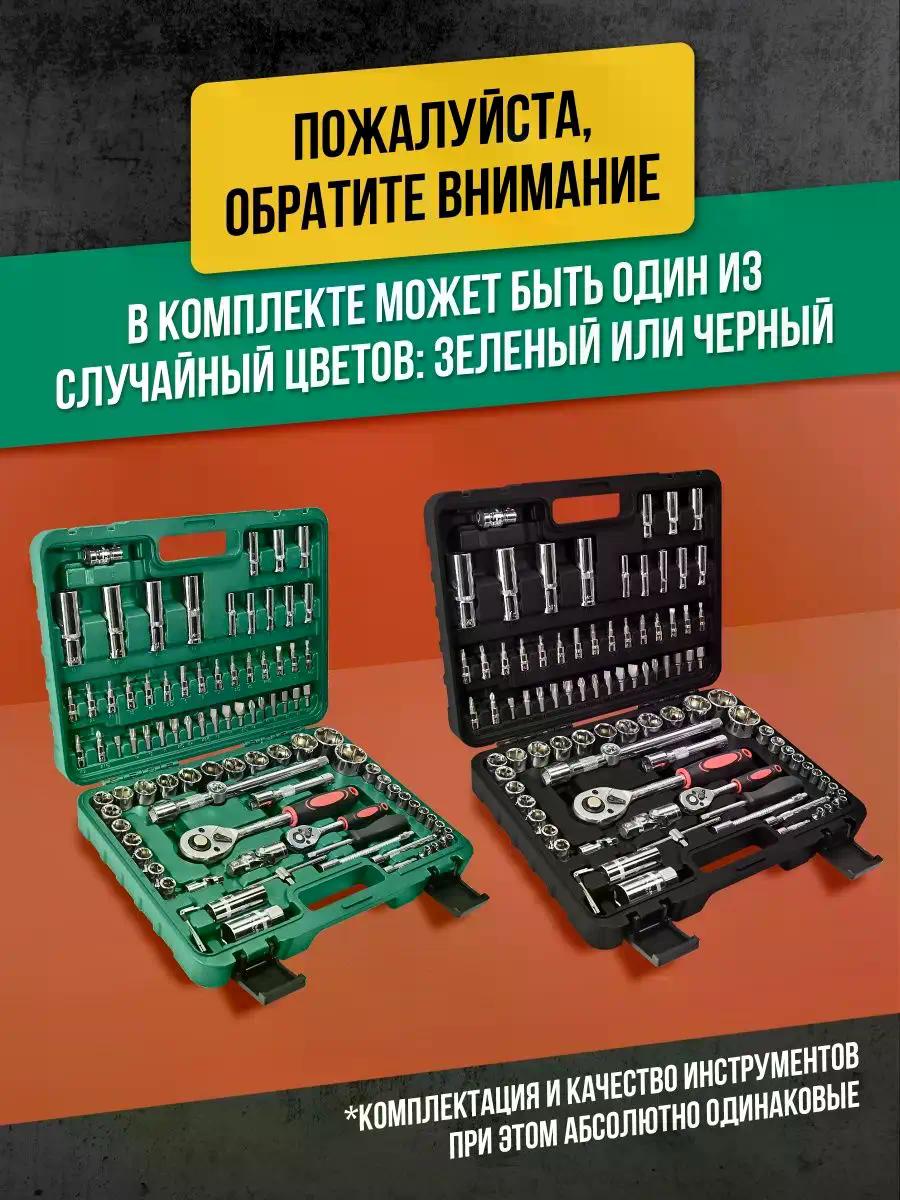 ПОЖАЛУЙСТА,
ОБРАТИТЕ ВНИМАНИЕ
В КОМПЛЕКТЕ МОЖЕТ БЫТЬ ОДИН ИЗ
СЛУЧАЙНЫЙ ЦВЕТОВ: ЗЕЛЕНЫЙ ИЛИ ЧЕРНЫЙ
*КОМПЛЕКТАЦИЯ И КАЧЕСТВО ИНСТРУМЕНТОВ
ПРИ ЭТОМ АБСОЛЮТНО ОДИНАКОВЫЕ